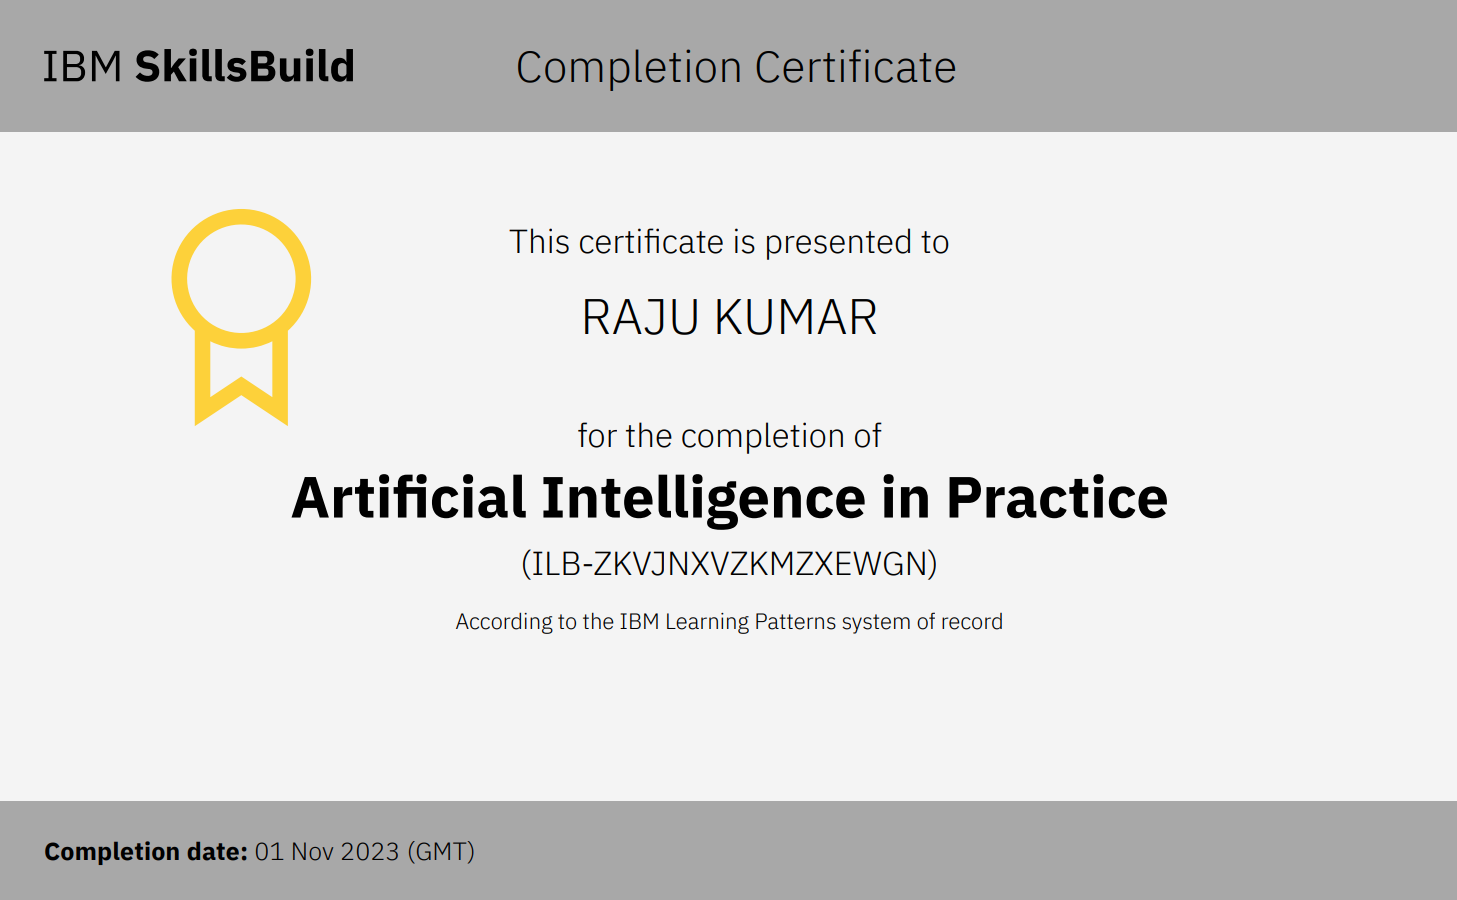 IBM SkillsBuild
Completion Certificate
This certificate is presented to
RAJU KUMAR
for the completion of
Artificial Intelligence in Practice
(ILB-ZKVJNXVZKMZXEWGN)
According to the IBM Learning Patterns system of record
Completion date: 01 Nov 2023 (GMT)